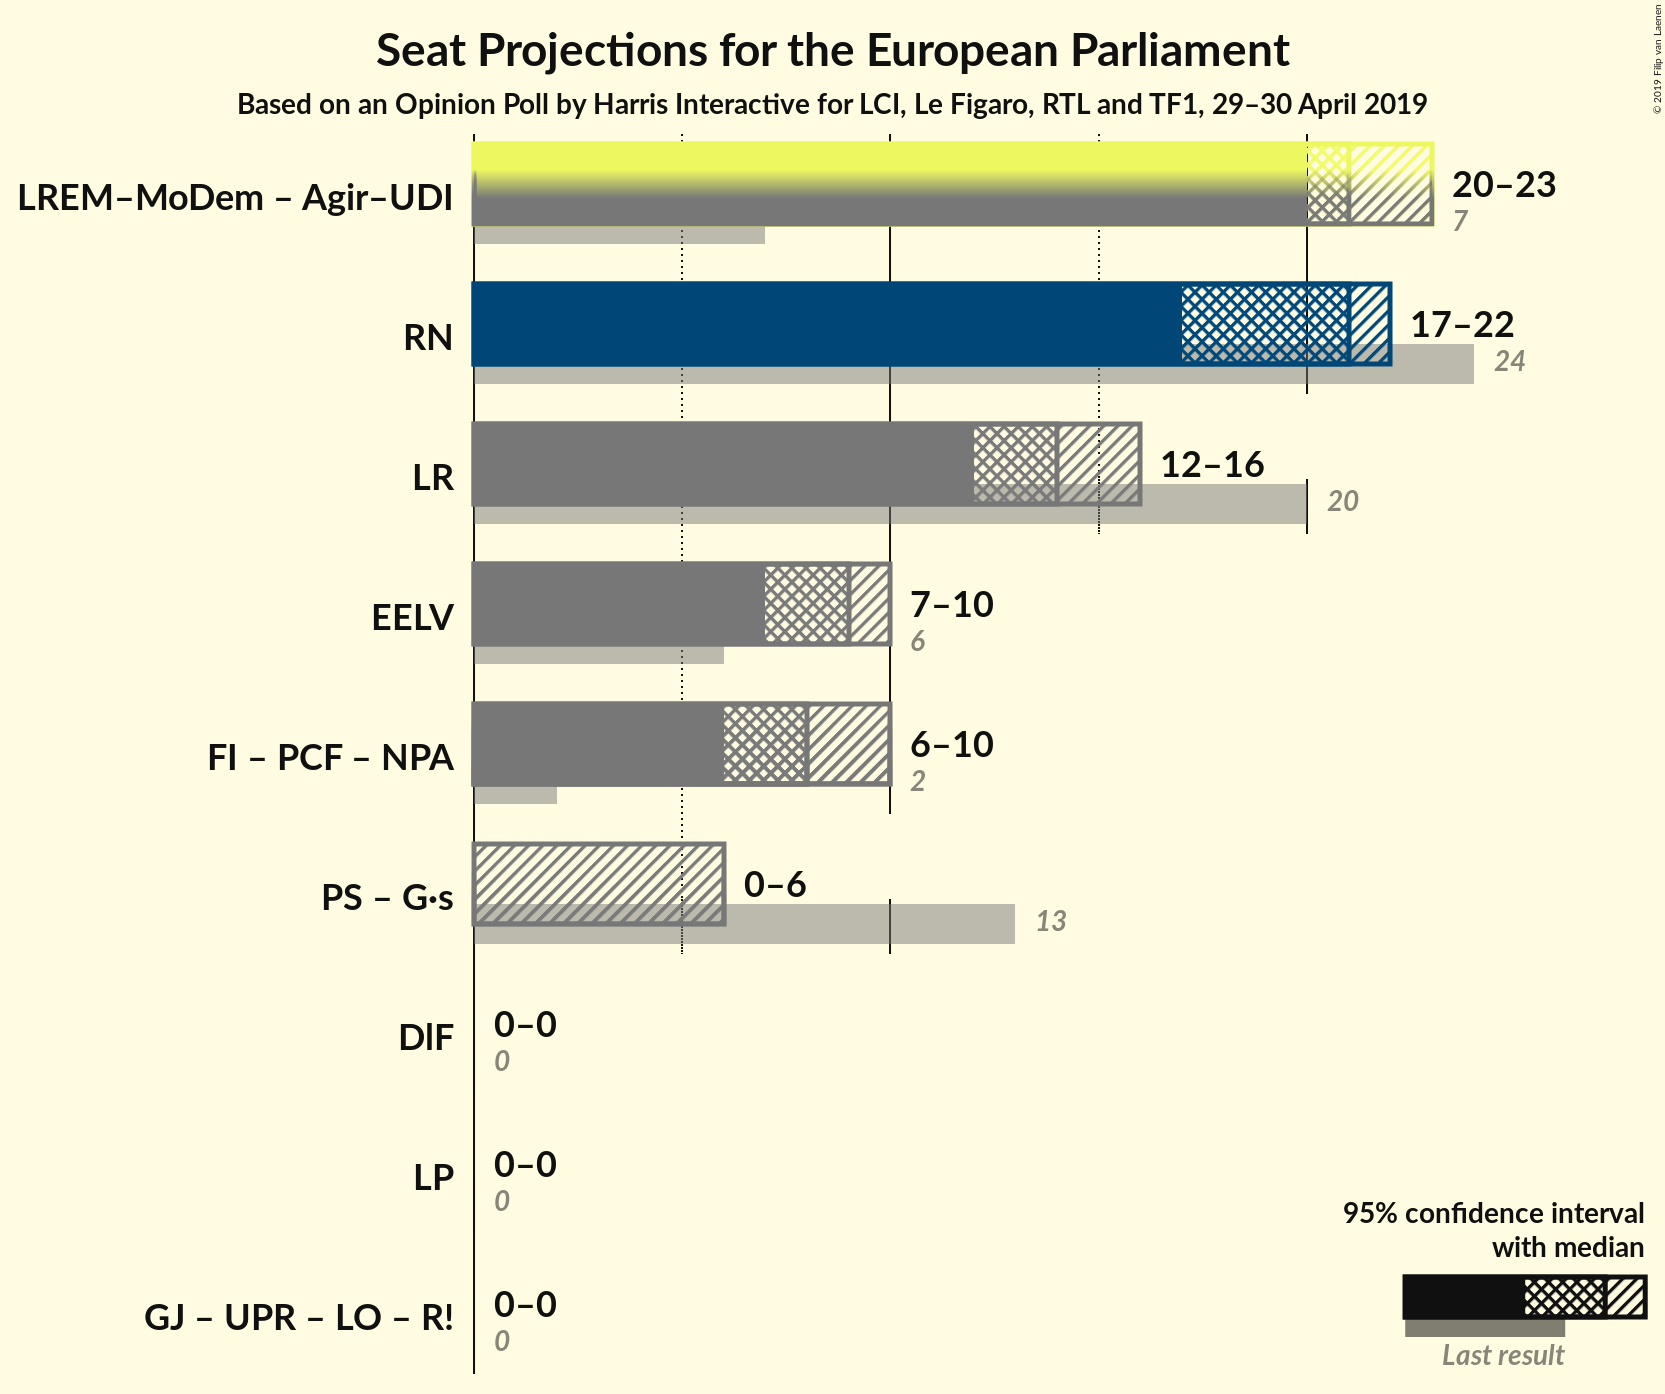 Seat Projections for the European Parliament
Based on an Opinion Poll by Harris Interactive for LCI, Le Figaro, RTL and TF1, 29–30 April 2019
© 2019 Filip van Laenen
LREM–MoDem – Agir–UDI
20–23
7
RN
17–22
24
LR
12–16
20
EELV
7–10
6
FI – PCF – NPA
6–10
2
PS – G·s
0–6
13
DlF
0–0
0
LP
0–0
0
GJ – UPR – LO – R!
0–0
0
95% confidence interval
with median
Last result